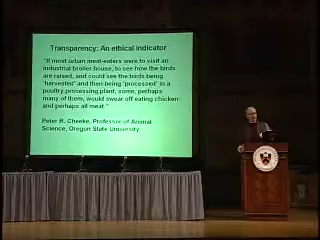 Transparency: An ethical indicator
"If most urban meat-eaters were to visit an
industrial broiler house, to see how the birds
are raised, and could see the birds being
'harvested' and then being 'processed' in a
poultry processing plant, some, perhaps
many of them, would swear off eating chicken
and perhaps all meat."
Peter R. Cheeke, Professor of Animal
Science, Oregon State University